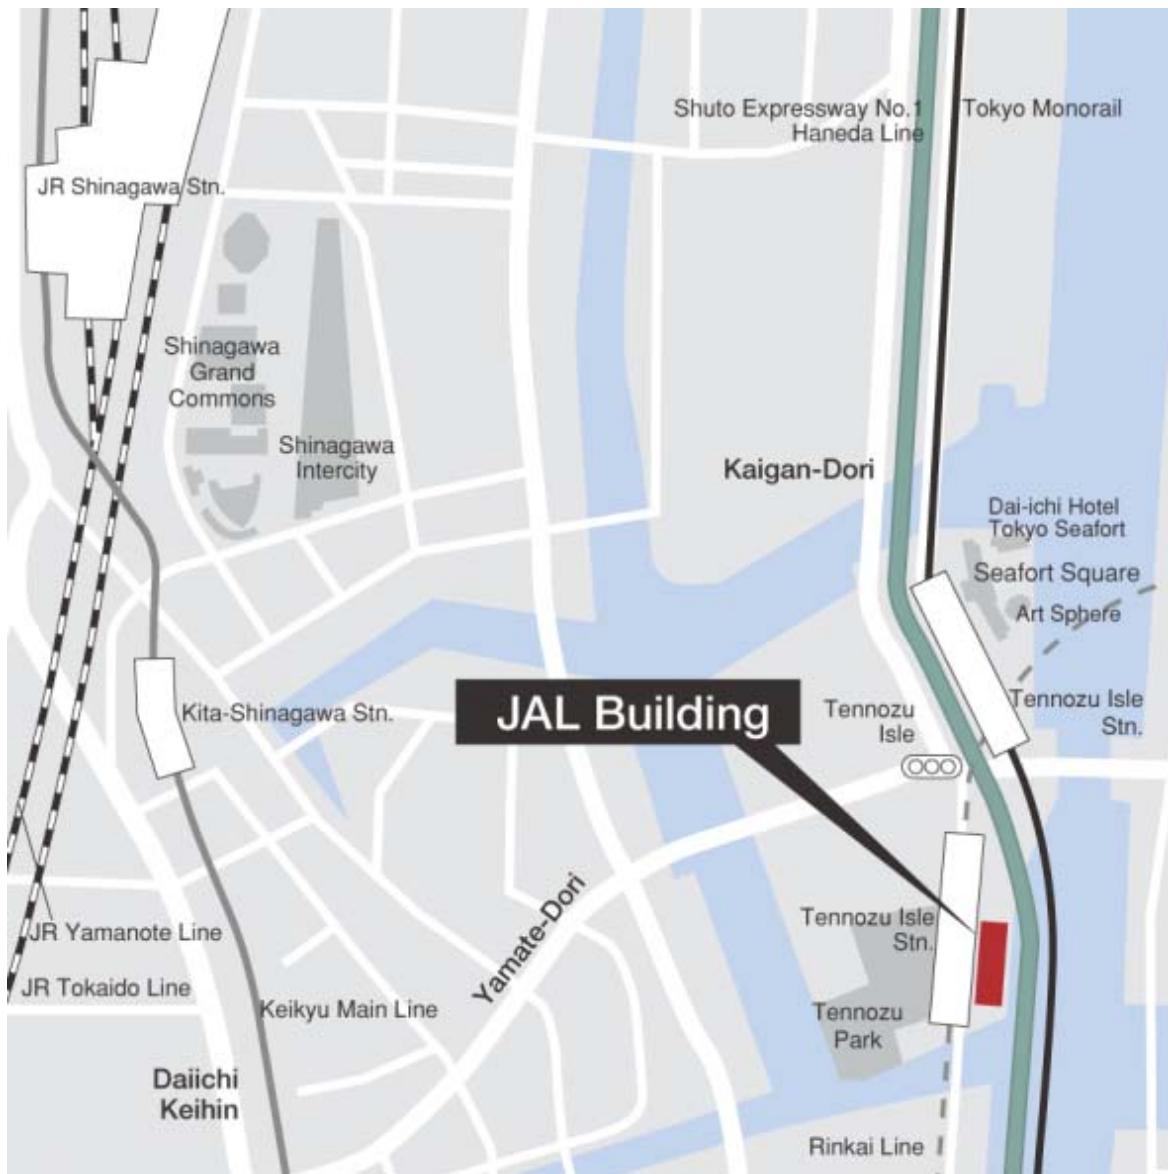 Shuto Expressway No.1
Haneda Line
Tokyo Monorail
JR Shinagawa Stn.
Shinagawa
Grand
Commons
Shinagawa
Intercity
Kaigan-Dori
Dai-ichi Hotel
Tokyo Seafort
Seafort Square
Art Sphere
Kita-Shinagawa Stn.
JAL Building
Tennozu
Isle
Tennozu Isle
Stn.
Tennozu Isle
Stn.
JR Yamanote Line
Yamate-Dori
JR Tokaido Line
Keikyu Main Line
Tennozu
Park
Daiichi
Keihin
Rinkai Line